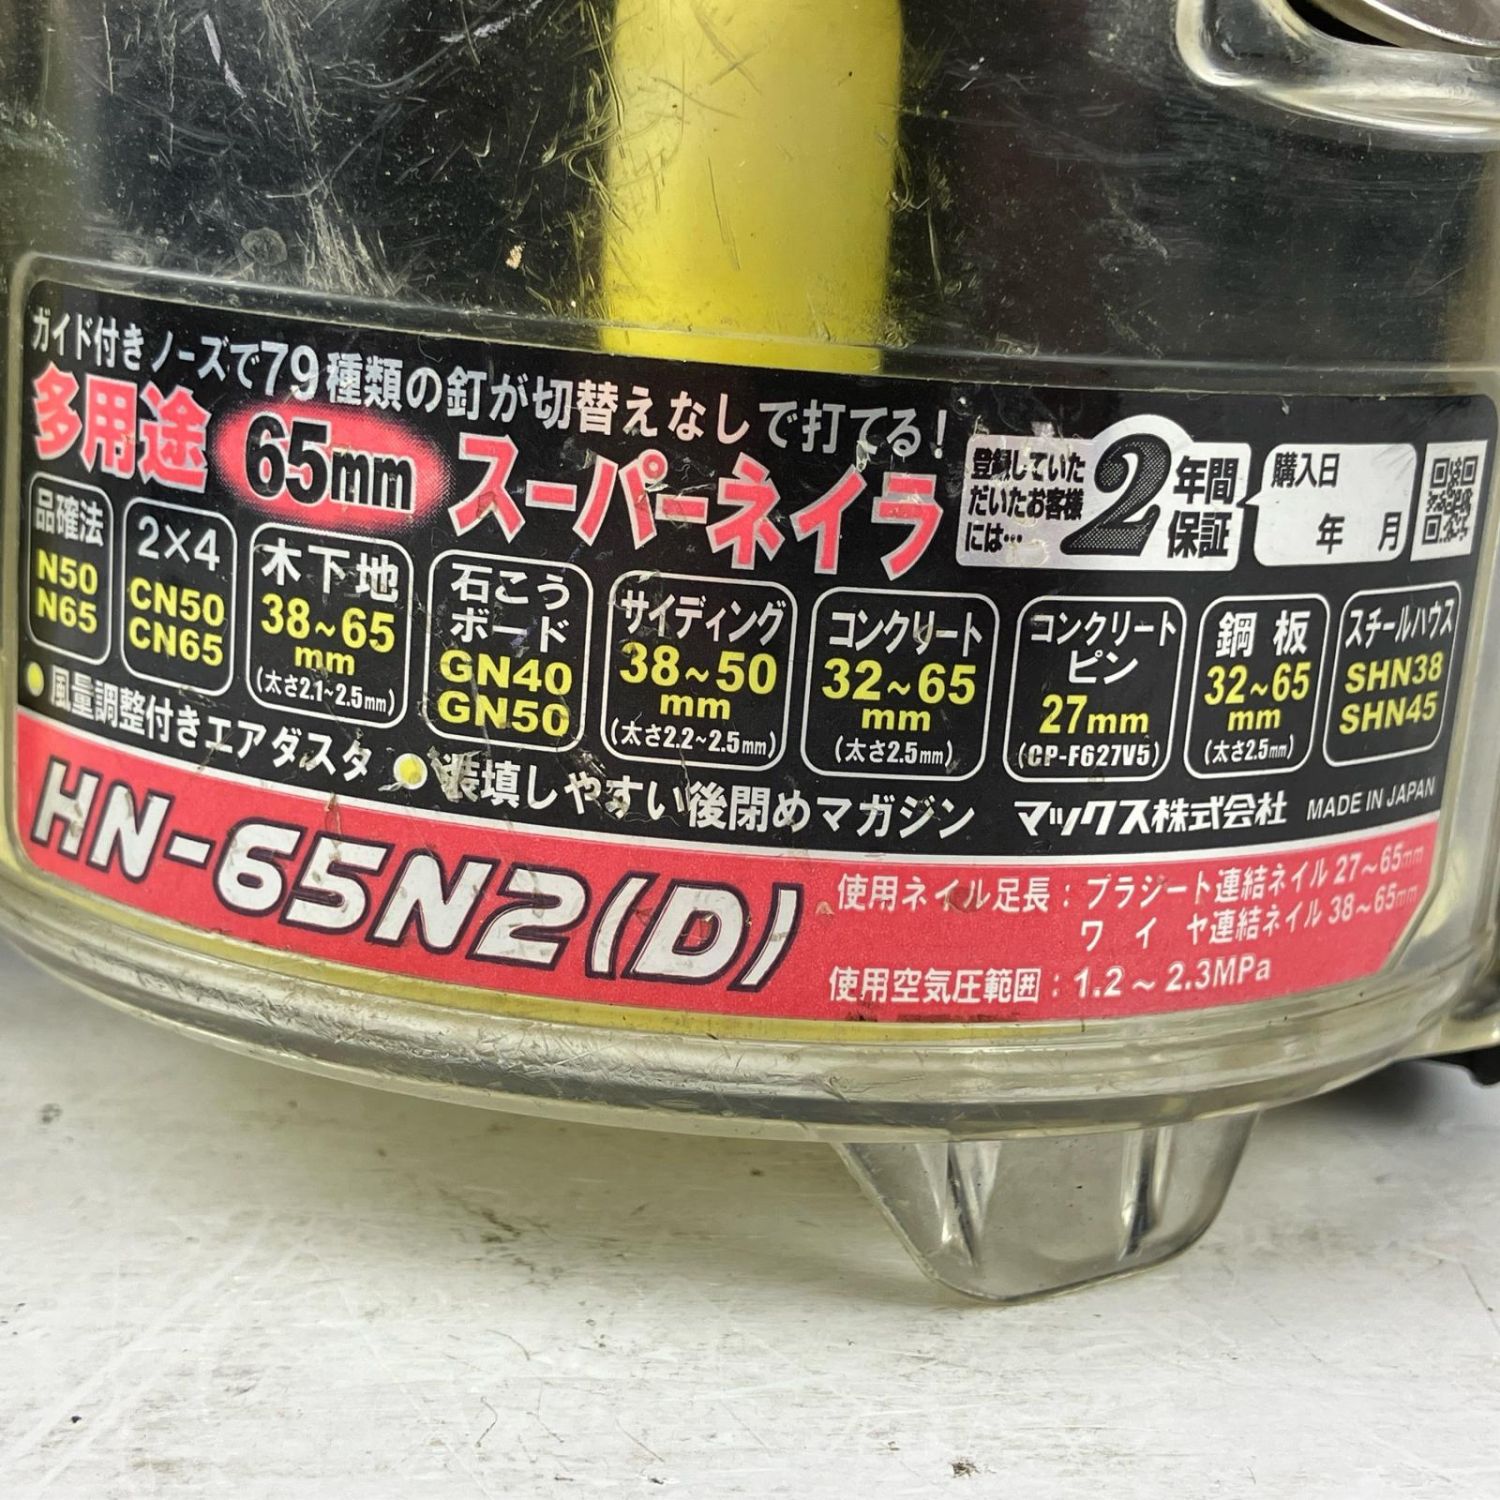 ガイド付きノーズで79種類の釘が切替えなしで打てる!
多用途 65mm スーパーネイラ
登録していた
だいたお客様
には…
2年間
保証
購入日
年 月
品確法
N50
N65
2×4
CN50
CN65
木下地
38~65
mm
(太さ2.1~2.5mm)
石こう
ボード
GN40
GN50
サイディング
38~50
mm
(太さ2.2~2.5mm)
コンクリート
32~65
mm
(太さ2.5mm)
コンクリート
ピン
27mm
(CP-F627V5)
鋼板
32~65
mm
(太さ2.5mm)
スチールハウス
SHN38
SHN45
●風量調整付きエアダスタ ●装填しやすい後閉めマガジン
マックス株式会社 MADE IN JAPAN
HN-65N2(D)
使用ネイル足長：プラシート連結ネイル 27~65mm
ワイヤ連結ネイル 38~65mm
使用空気圧範囲：1.2~2.3MPa